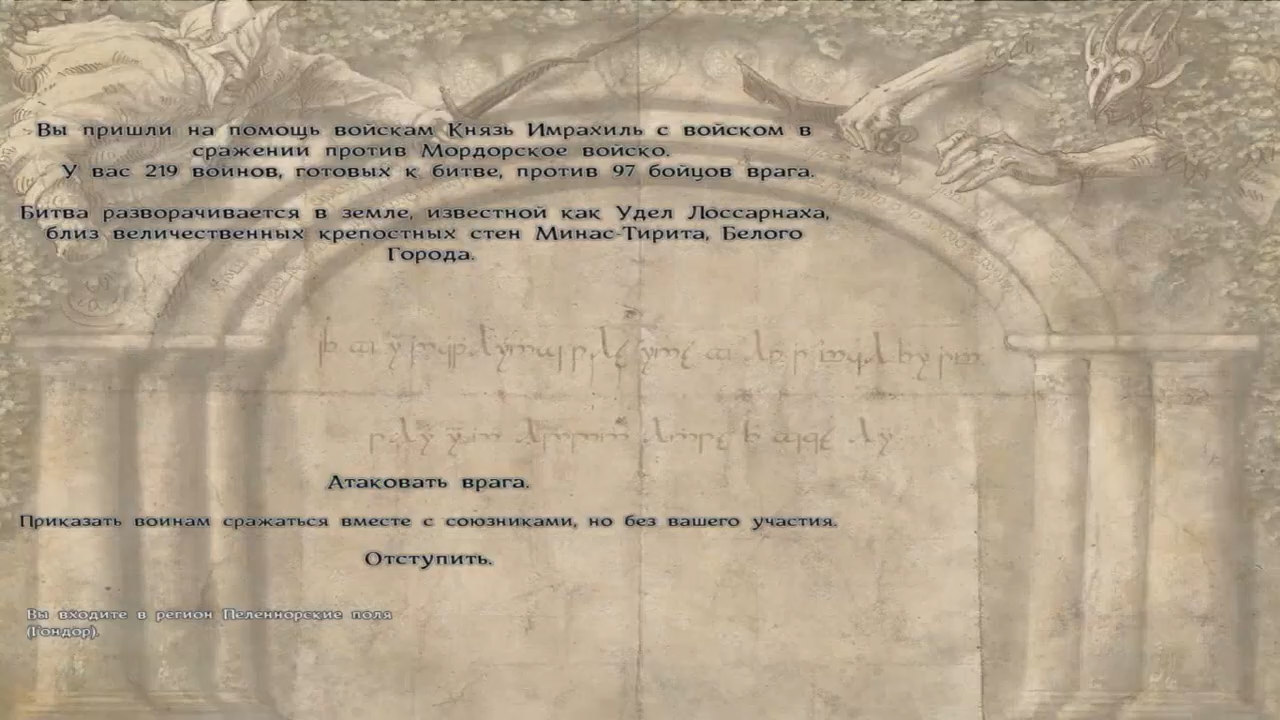 Вы пришли на помощь войскам Князь Имрахиль с войском в
сражении против Мордорское войско.
У вас 219 воинов, готовых к битве, против 97 бойцов врага.
Битва разворачивается в земле, известной как Удел Лоссарнаха,
близ величественных крепостных стен Минас-Тирита, Белого
Города.
Атаковать врага.
Приказать воинам сражаться вместе с союзниками, но без вашего участия.
Отступить.
Вы входите в регион Пеленнорские поля
(Гондор).